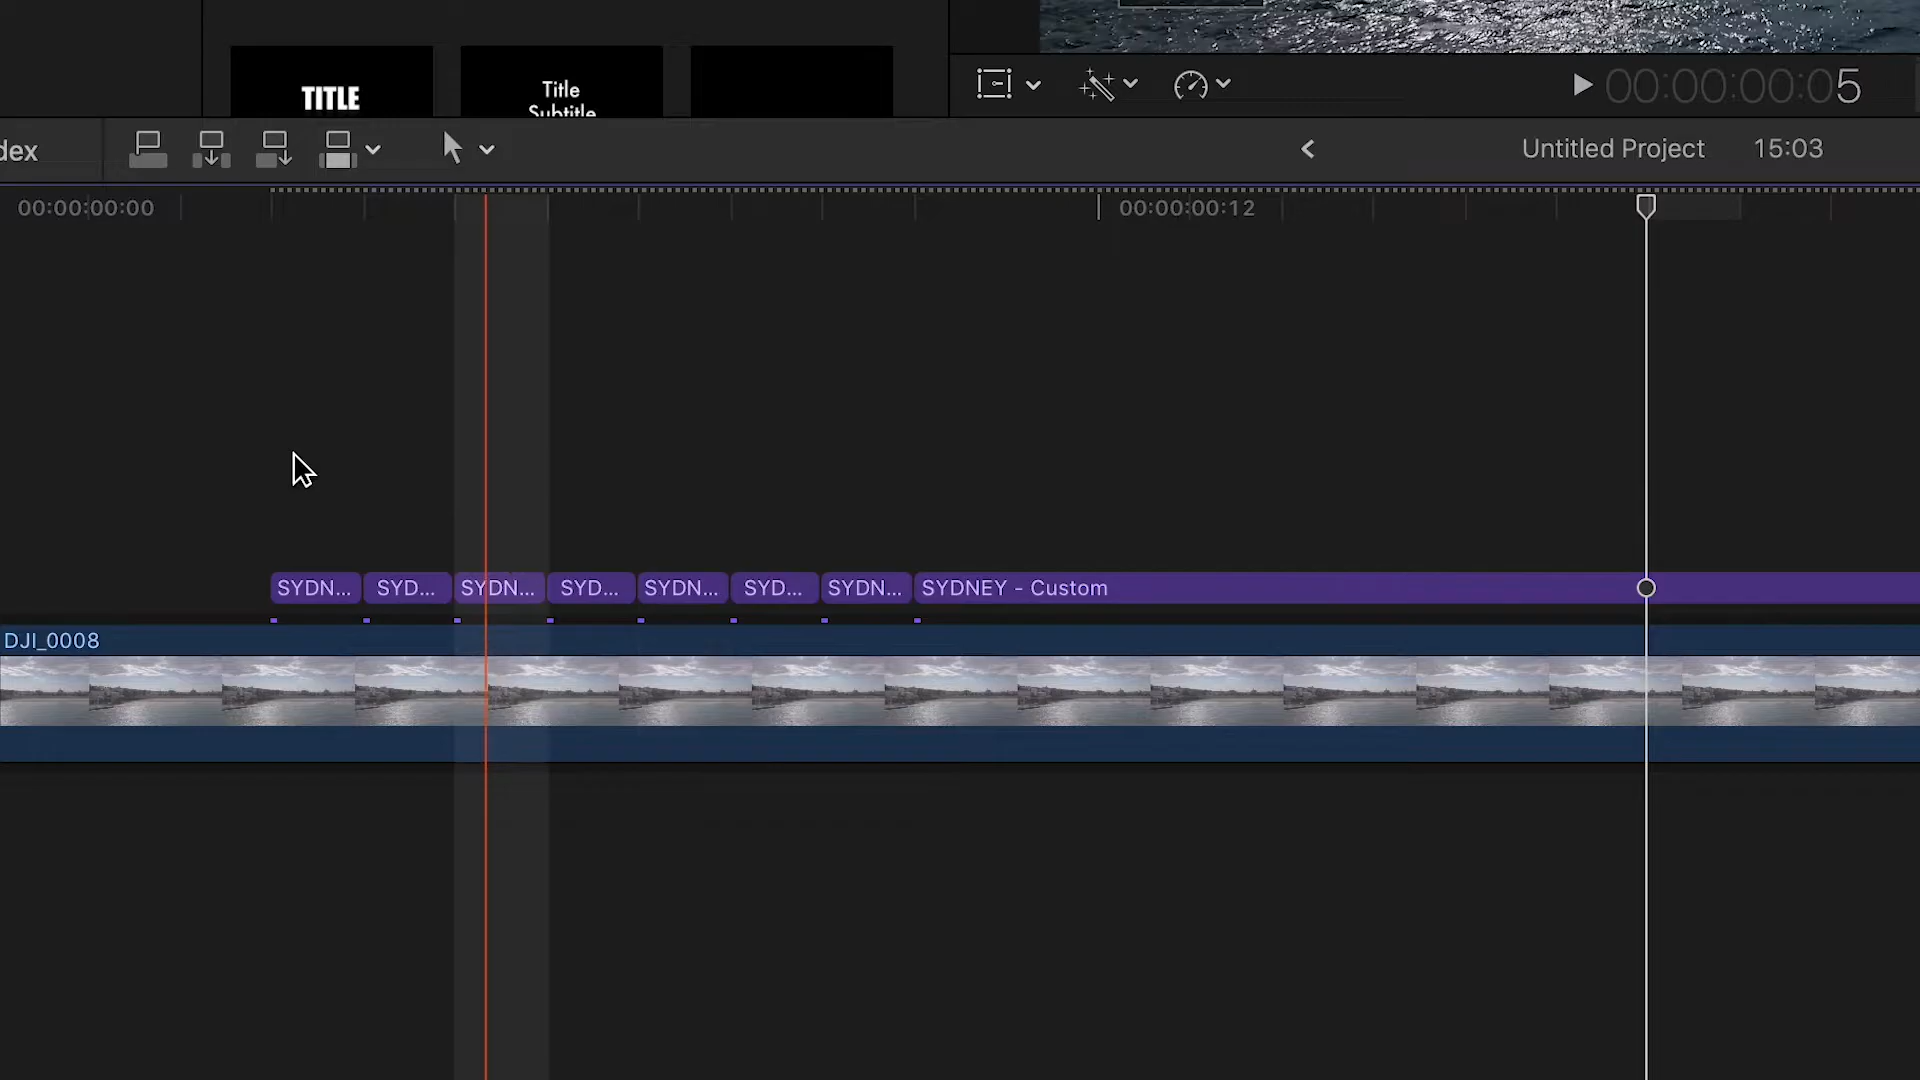 TITLE
Title
Subtitle
00:00:00:05
dex
Untitled Project
15:03
00:00:00:00
00:00:00:12
SYDN...
SYD...
SYDN...
SYD...
SYDN...
SYD...
SYDN...
SYDNEY - Custom
DJI_0008